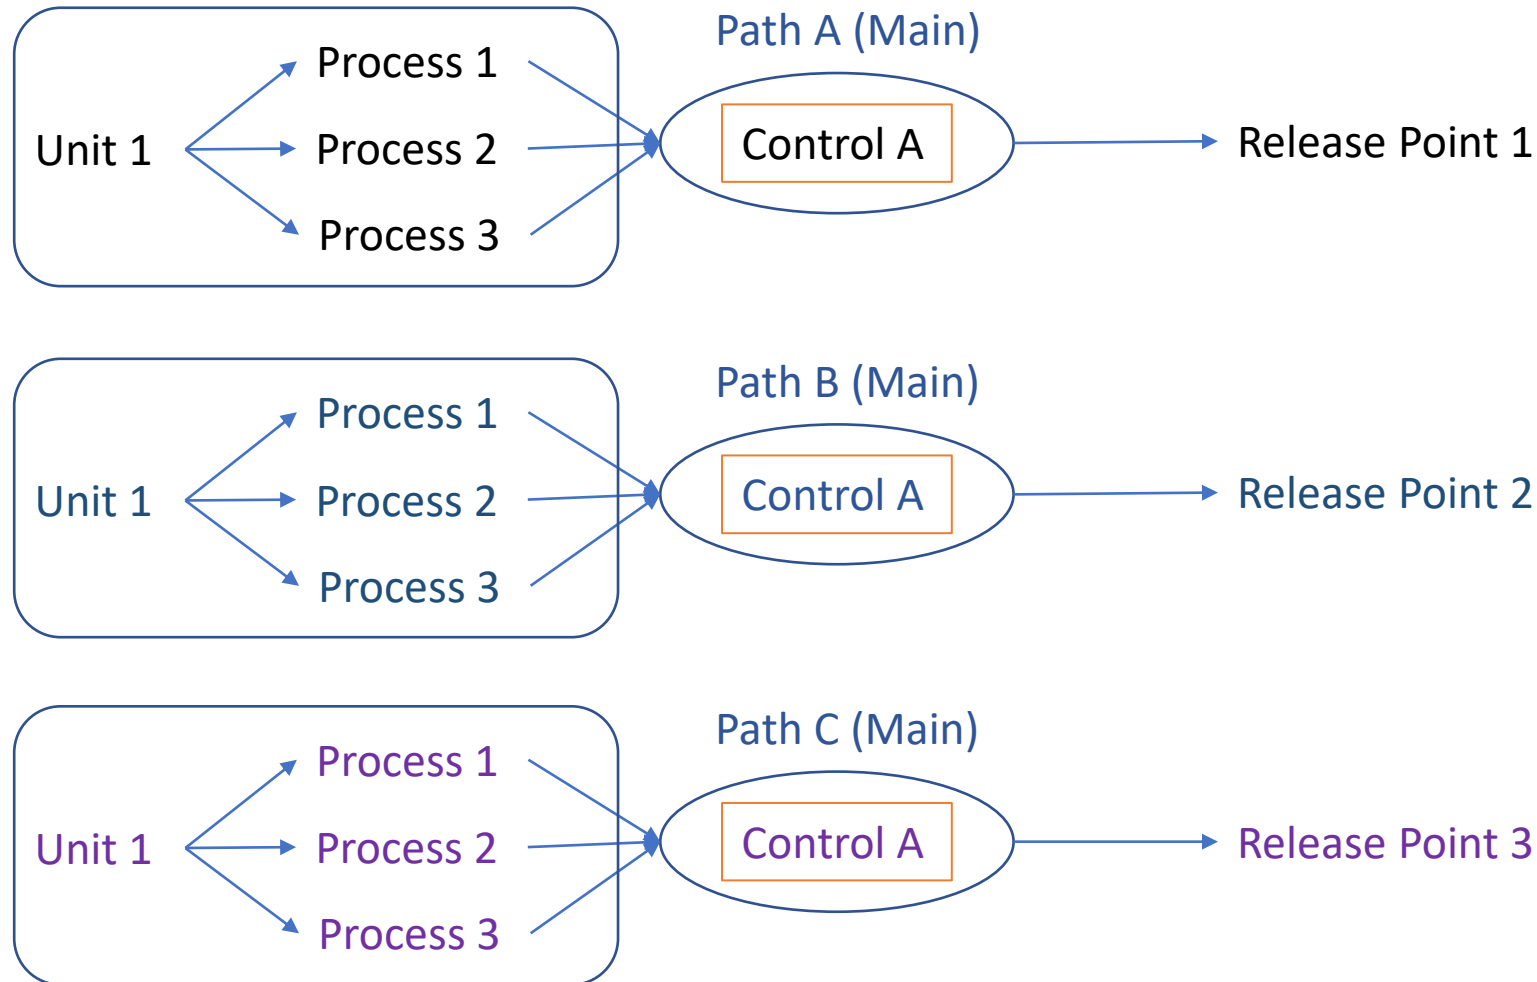 Path A (Main)
Process 1
Unit 1
Process 2
Control A
Release Point 1
Process 3
Path B (Main)
Process 1
Unit 1
Process 2
Control A
Release Point 2
Process 3
Path C (Main)
Process 1
Unit 1
Process 2
Control A
Release Point 3
Process 3